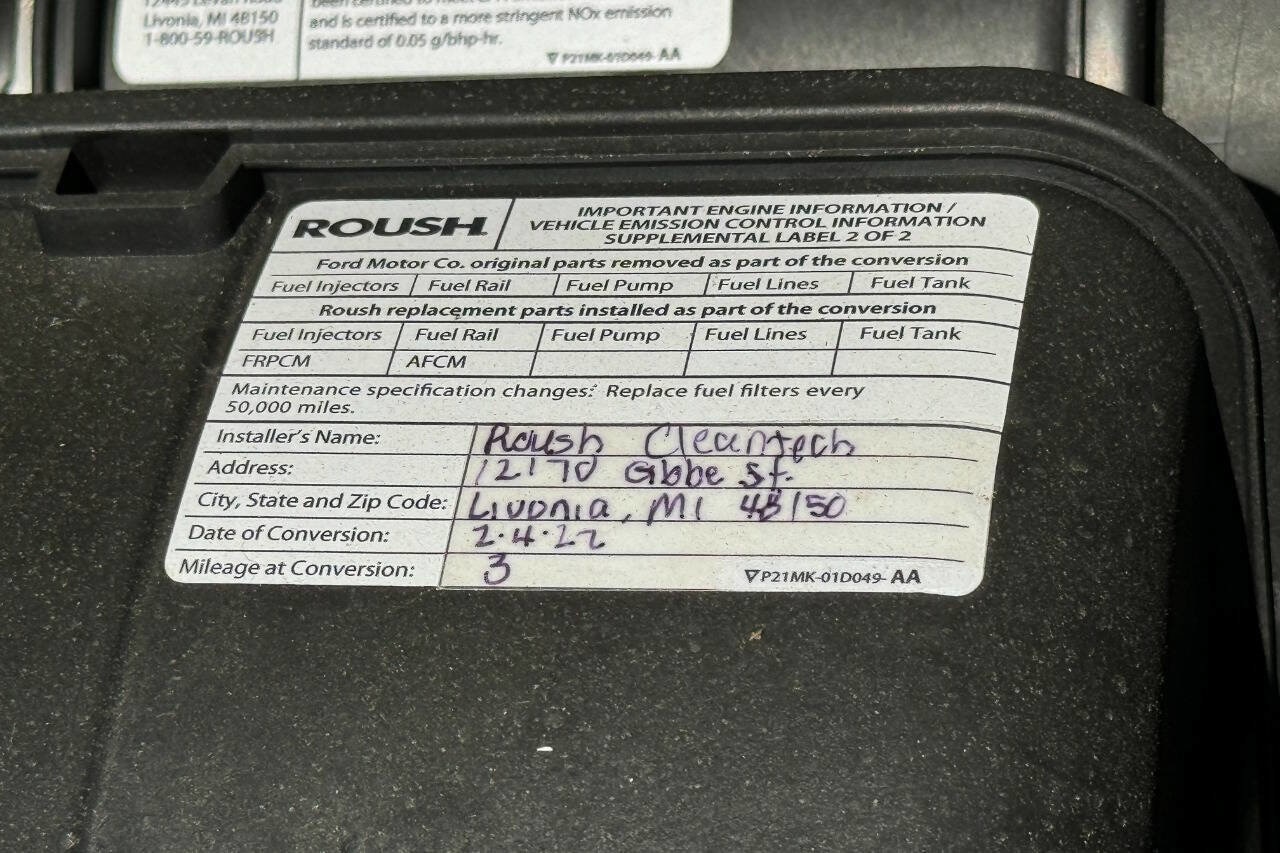 Livonia, MI 48150
1-800-59-ROUSH
and is certified to a more stringent NOx emission
standard of 0.05 g/bhp-hr.
P21MK-01D049-AA
ROUSH
IMPORTANT ENGINE INFORMATION /
VEHICLE EMISSION CONTROL INFORMATION
SUPPLEMENTAL LABEL 2 OF 2
Ford Motor Co. original parts removed as part of the conversion
Fuel Injectors Fuel Rail Fuel Pump Fuel Lines Fuel Tank
Roush replacement parts installed as part of the conversion
Fuel Injectors Fuel Rail Fuel Pump Fuel Lines Fuel Tank
FRPCM AFCM
Maintenance specification changes: Replace fuel filters every
50,000 miles.
Installer's Name: Roush Cleantech
Address: 12170 Globe St.
City, State and Zip Code: Livonia, MI 48150
Date of Conversion: 2.4.22
Mileage at Conversion: 3
P21MK-01D049- AA